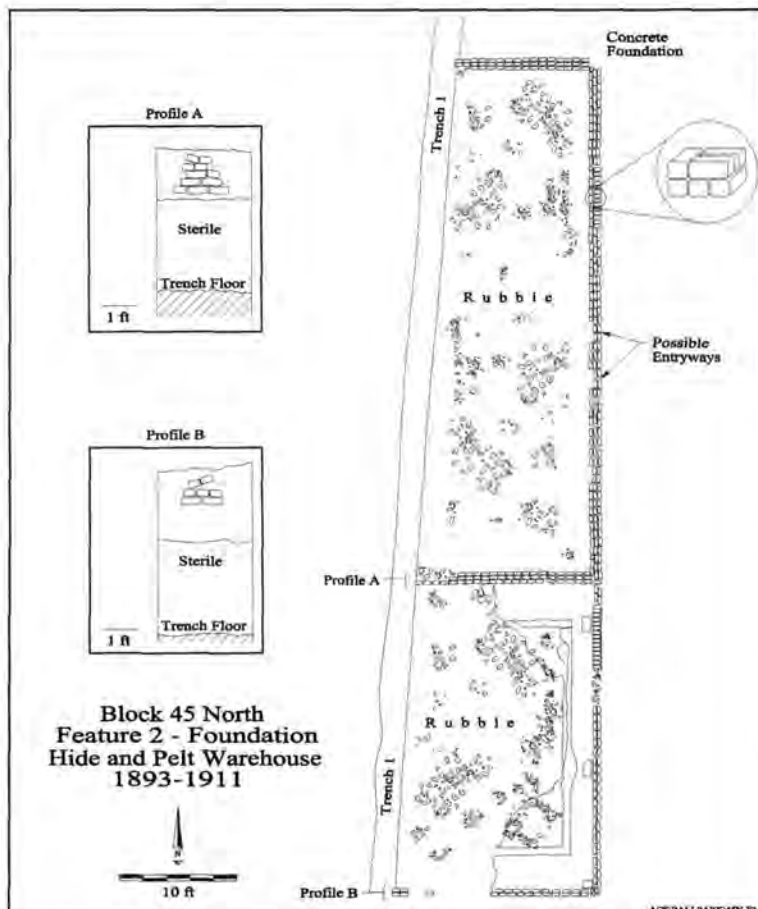 Concrete
Foundation
Profile A
Trench 1
Sterile
Trench Floor
1 ft
Rubble
Possible
Entryways
Profile B
Sterile
Trench Floor
1 ft
Profile A
Rubble
Block 45 North
Feature 2 - Foundation
Hide and Pelt Warehouse
1893-1911
Trench 1
N
10 ft
Profile B